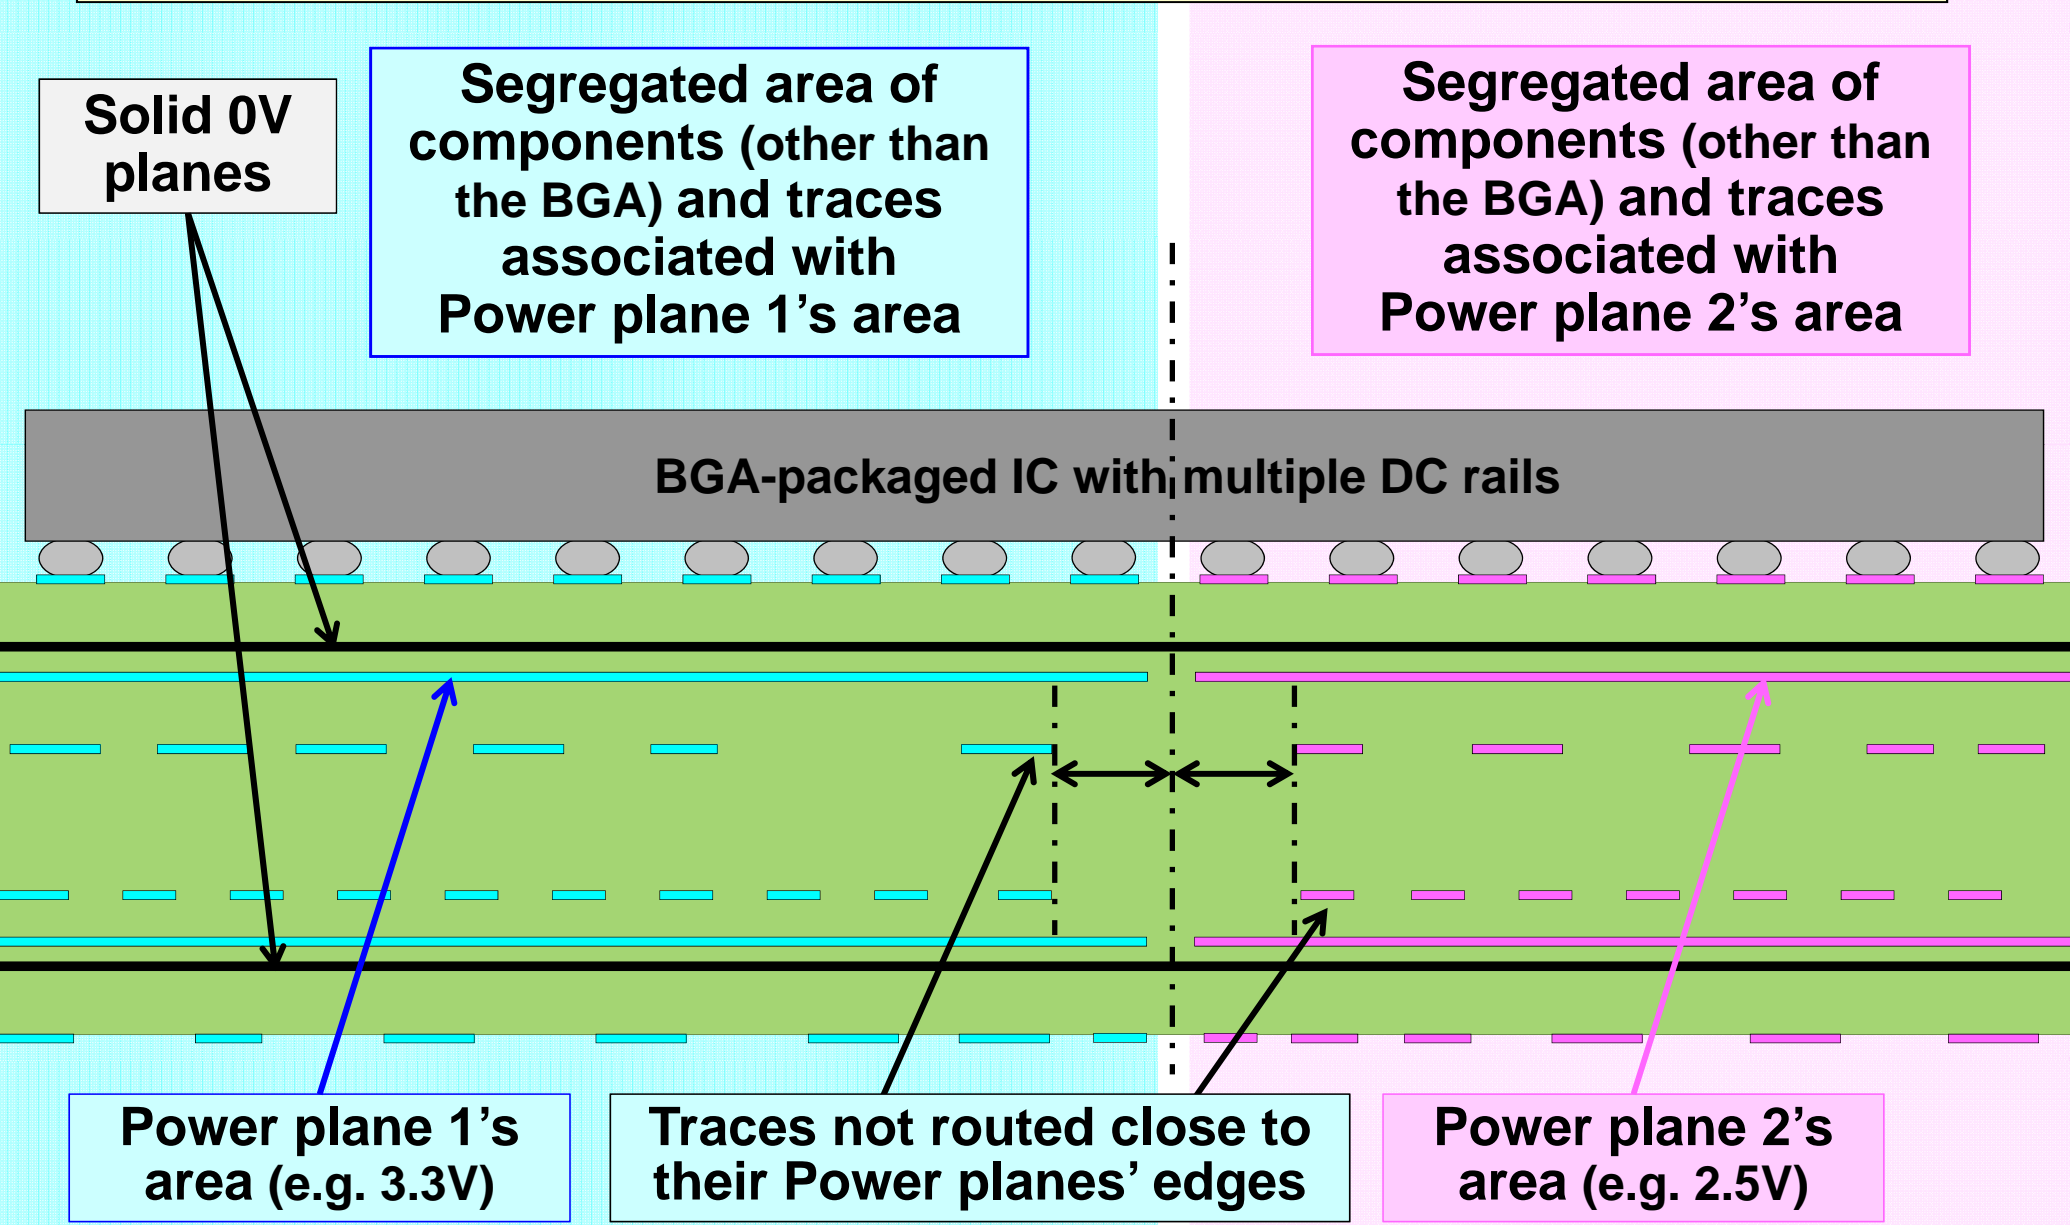 Solid 0V
planes
Segregated area of
components (other than
the BGA) and traces
associated with
Power plane 1’s area
Segregated area of
components (other than
the BGA) and traces
associated with
Power plane 2’s area
BGA-packaged IC with multiple DC rails
Power plane 1’s
area (e.g. 3.3V)
Traces not routed close to
their Power planes’ edges
Power plane 2’s
area (e.g. 2.5V)